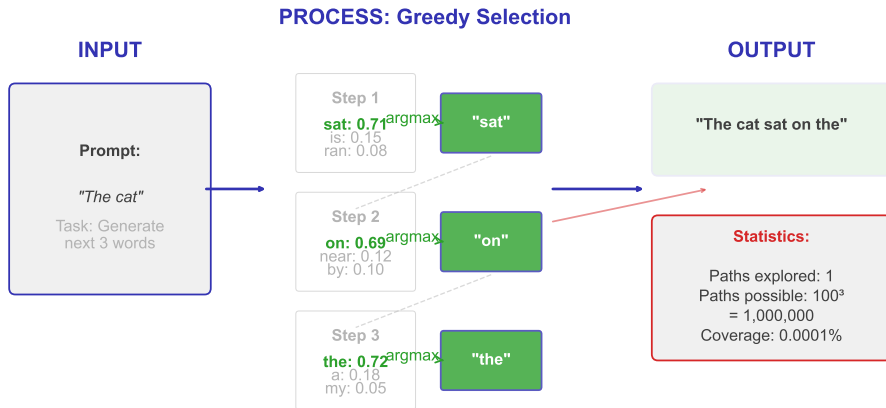 PROCESS: Greedy Selection
INPUT
OUTPUT
Prompt:
"The cat"
Task: Generate
next 3 words
Step 1
sat: 0.71
is: 0.15
ran: 0.08
argmax
"sat"
Step 2
on: 0.69
near: 0.12
by: 0.10
argmax
"on"
Step 3
the: 0.72
a: 0.18
my: 0.05
argmax
"the"
"The cat sat on the"
Statistics:
Paths explored: 1
Paths possible: 100³
= 1,000,000
Coverage: 0.0001%